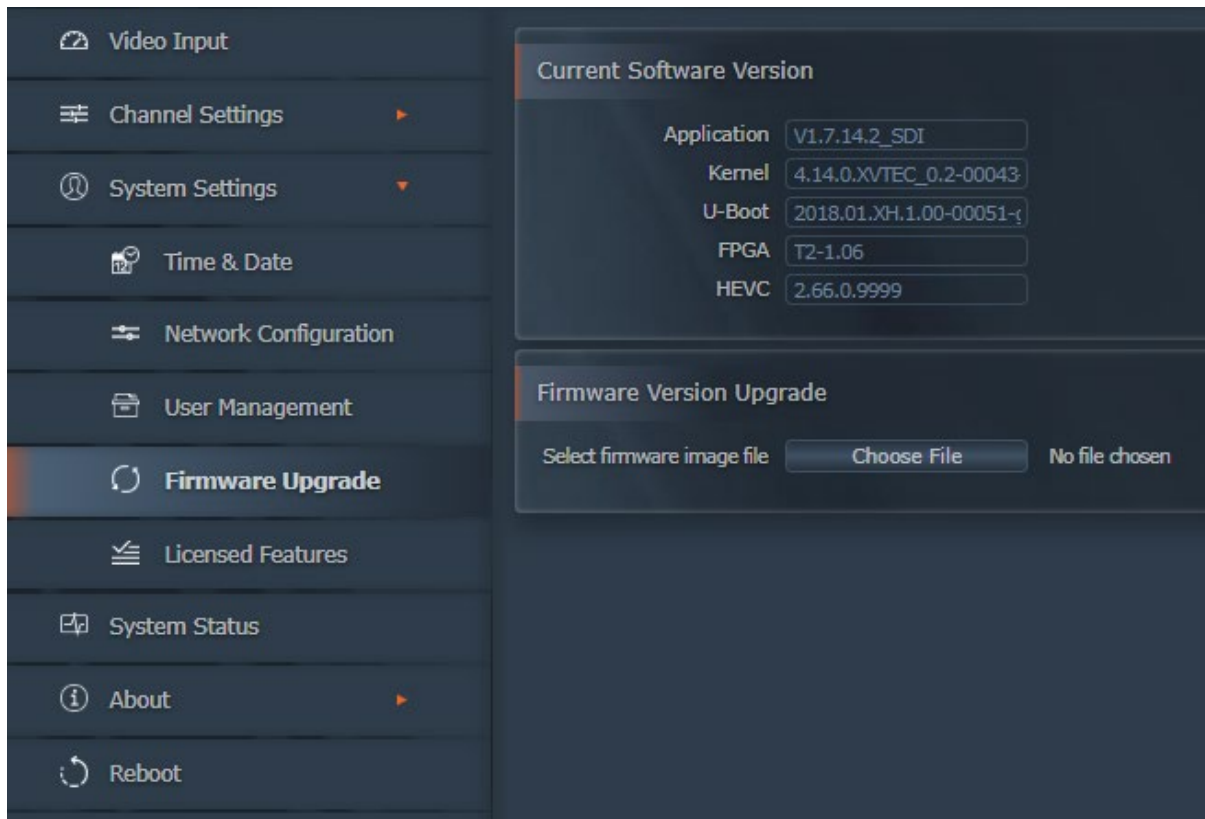 Video Input
Channel Settings
System Settings
Time & Date
Network Configuration
User Management
Firmware Upgrade
Licensed Features
System Status
About
Reboot
Current Software Version
Application V1.7.14.2_SDI
Kernel 4.14.0.XVTEC_0.2-00043
U-Boot 2018.01.XH.1.00-00051-
FPGA T2-1.06
HEVC 2.66.0.9999
Firmware Version Upgrade
Select firmware image file Choose File No file chosen